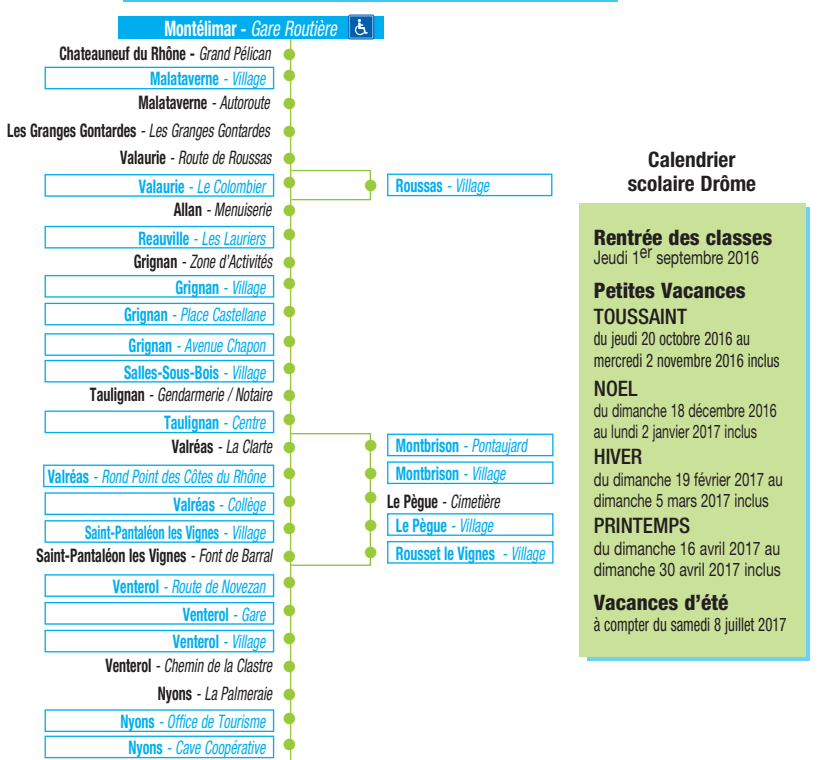 Montélimar - Gare Routière
Chateauneuf du Rhône - Grand Pélican
Malataverne - Village
Malataverne - Autoroute
Les Granges Gontardes - Les Granges Gontardes
Valaurie - Route de Roussas
Valaurie - Le Colombier
Allan - Menuiserie
Reauville - Les Lauriers
Grignan - Zone d'Activités
Grignan - Village
Grignan - Place Castellane
Grignan - Avenue Chapon
Salles-Sous-Bois - Village
Taulignan - Gendarmerie / Notaire
Taulignan - Centre
Valréas - La Clarte
Valréas - Rond Point des Côtes du Rhône
Valréas - Collège
Saint-Pantaléon les Vignes - Village
Saint-Pantaléon les Vignes - Font de Barral
Venterol - Route de Novezan
Venterol - Gare
Venterol - Village
Venterol - Chemin de la Clastre
Nyons - La Palmeraie
Nyons - Office de Tourisme
Nyons - Cave Coopérative
Roussas - Village
Montbrison - Pontaujard
Montbrison - Village
Le Pègue - Cimetière
Le Pègue - Village
Rousset le Vignes - Village
Calendrier
scolaire Drôme
Rentrée des classes
Jeudi 1er septembre 2016
Petites Vacances
TOUSSAINT
du jeudi 20 octobre 2016 au
mercredi 2 novembre 2016 inclus
NOEL
du dimanche 18 décembre 2016
au lundi 2 janvier 2017 inclus
HIVER
du dimanche 19 février 2017 au
dimanche 5 mars 2017 inclus
PRINTEMPS
du dimanche 16 avril 2017 au
dimanche 30 avril 2017 inclus
Vacances d'été
à compter du samedi 8 juillet 2017